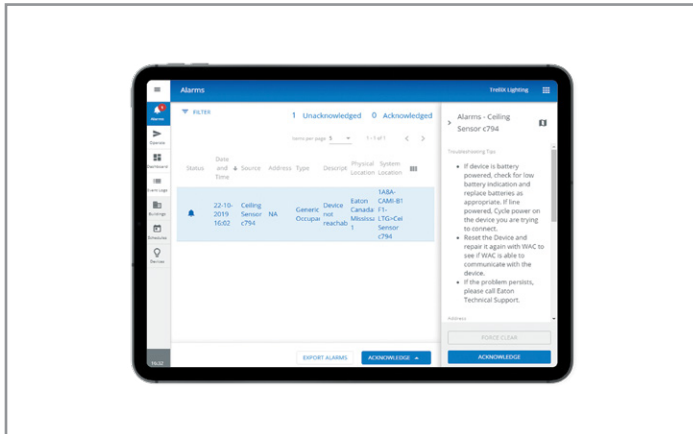 Alarms
Trellix Lighting
Alarms
FILTER
1 Unacknowledged 0 Acknowledged
Items per page 5 1-1 of 1
Operate
Dashboard
Event Logs
Buildings
Schedules
Devices
Status
Date
and
Time
Source
Address
Type
Descript
Physical
Location
System
Location
22-10-
2019
16:02
Ceiling
Sensor
c794
NA
Generic
Occupa
Device
not
reachab
Eaton
Canada
Mississa
1
1A8A-
CAMI-B1
F1-
LTG>Cei
Sensor
c794
Alarms - Ceiling
Sensor c794
Troubleshooting Tips
• If device is battery
powered, check for low
battery indication and
replace batteries as
appropriate. If line
powered, Cycle power on
the device you are trying
to connect.
• Reset the Device and
repair it again with WAC to
see if WAC is able to
communicate with the
device.
• If the problem persists,
please call Eaton
Technical Support.
Address
FORCE CLEAR
EXPORT ALARMS
ACKNOWLEDGE
ACKNOWLEDGE